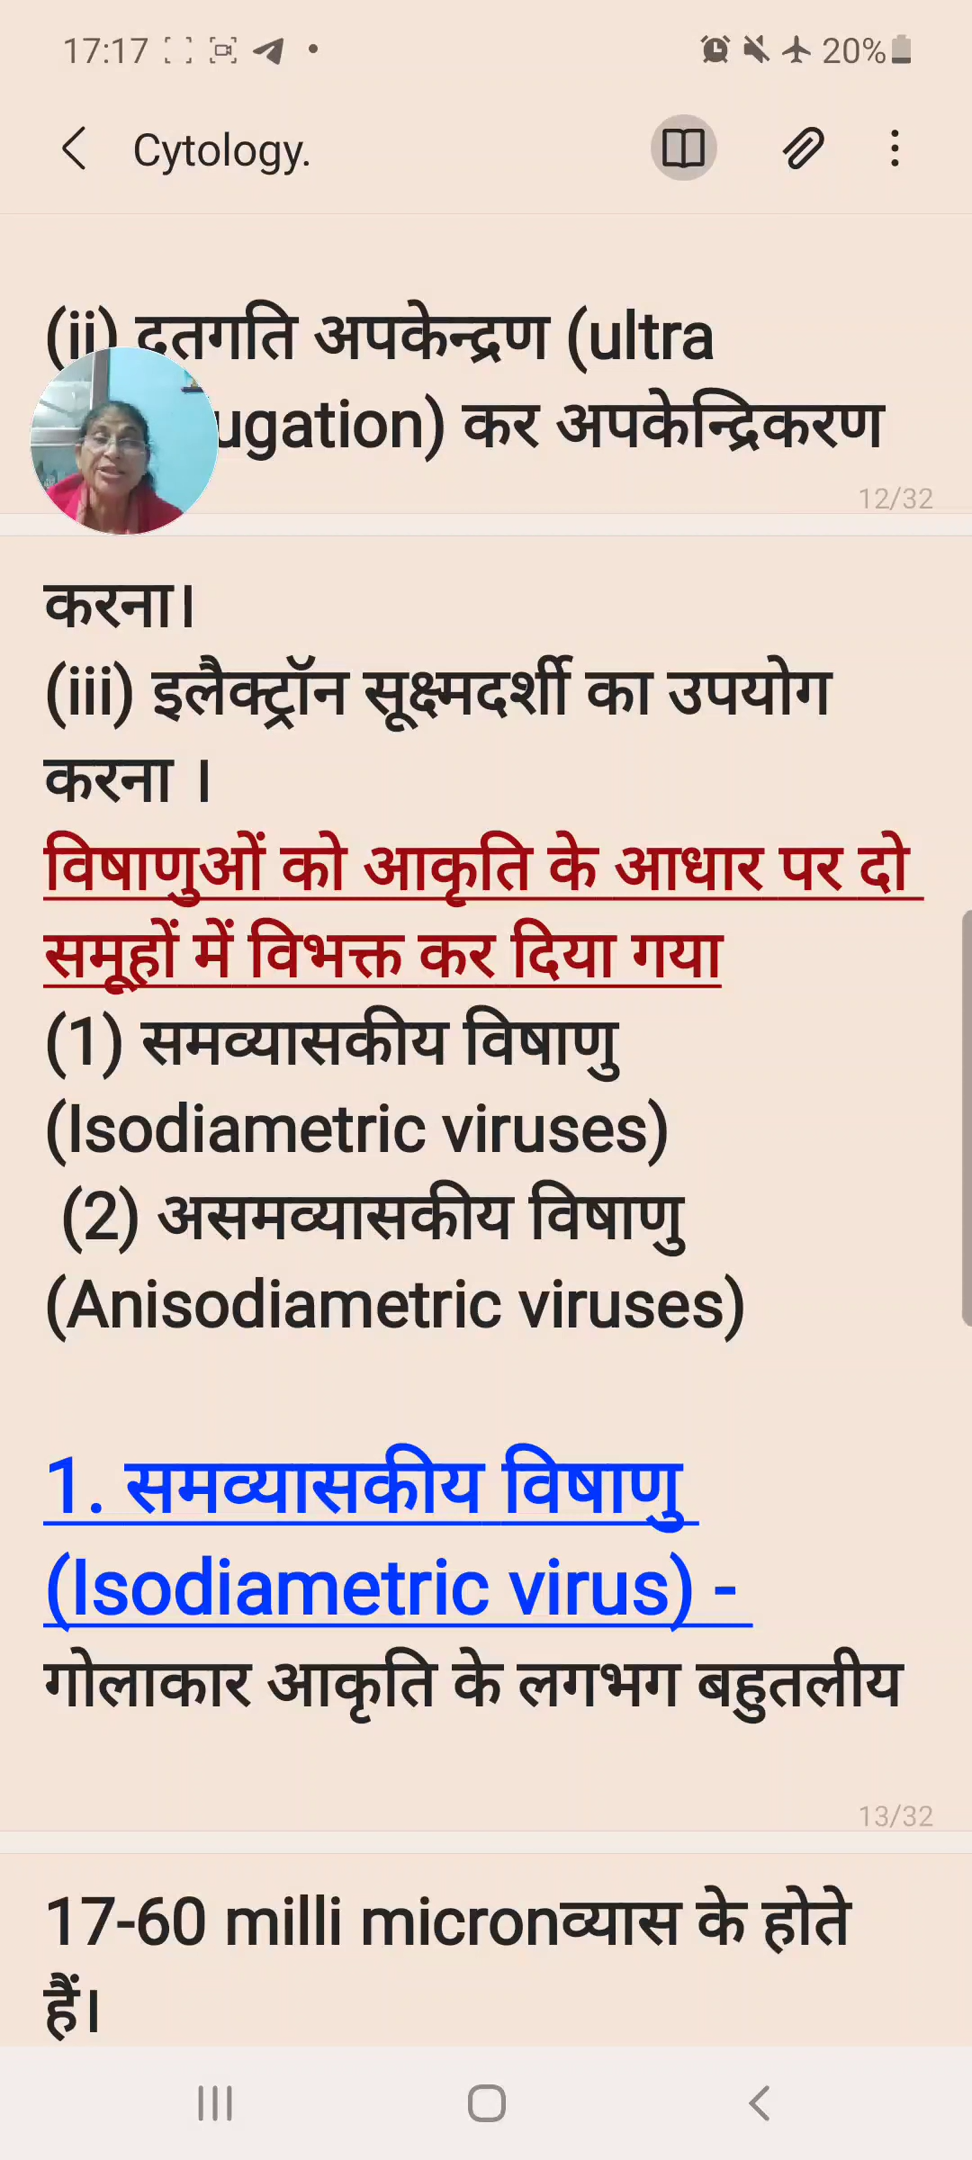 17:17
20%
Cytology.
(ii) द्रतगति अपकेन्द्रण (ultra
ugation) कर अपकेन्द्रिकरण
12/32
करना।
(iii) इलैक्ट्रॉन सूक्ष्मदर्शी का उपयोग
करना ।
विषाणुओं को आकृति के आधार पर दो
समूहों में विभक्त कर दिया गया
(1) समव्यासकीय विषाणु
(Isodiametric viruses)
(2) असमव्यासकीय विषाणु
(Anisodiametric viruses)
1. समव्यासकीय विषाणु
(Isodiametric virus) -
गोलाकार आकृति के लगभग बहुतलीय
13/32
17-60 milli micronव्यास के होते
हैं।